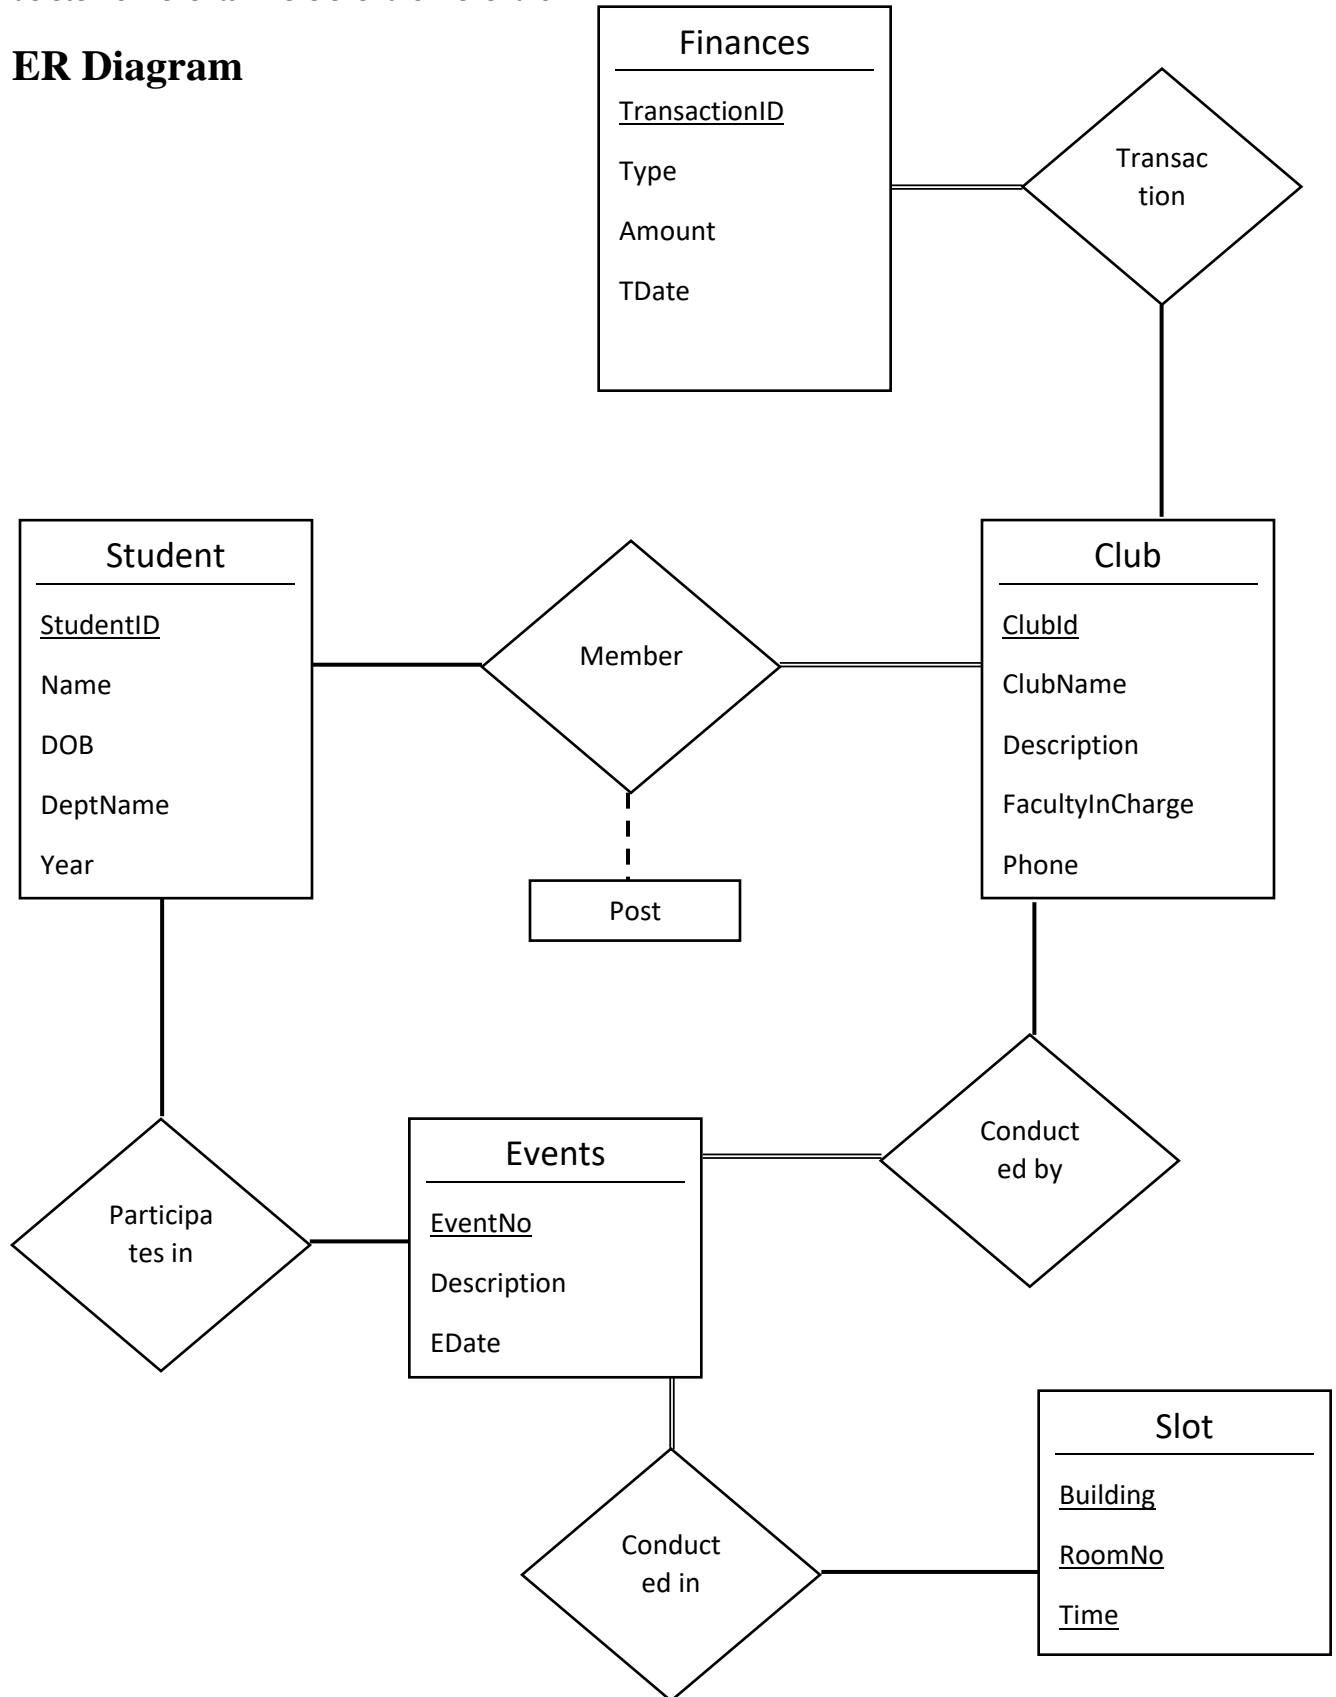 ER Diagram
Finances
TransactionID
Type
Amount
TDate
Transac
tion
Student
StudentID
Name
DOB
DeptName
Year
Member
Post
Club
ClubId
ClubName
Description
FacultyInCharge
Phone
Participa
tes in
Events
EventNo
Description
EDate
Conduct
ed by
Conduct
ed in
Slot
Building
RoomNo
Time